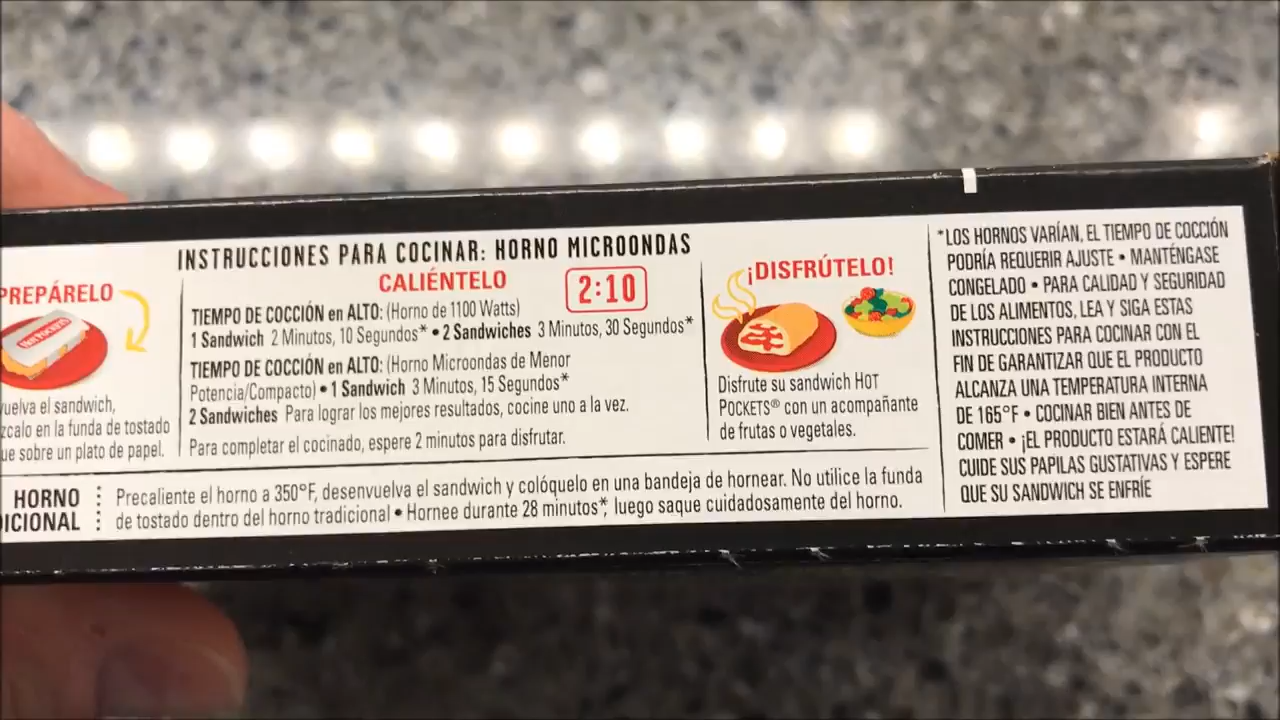 INSTRUCCIONES PARA COCINAR: HORNO MICROONDAS
PREPÁRELO
HOT POCKETS
el sandwich,
en la funda de tostado
sobre un plato de papel.
CALIÉNTELO
2:10
TIEMPO DE COCCIÓN en ALTO: (Horno de 1100 Watts)
1 Sandwich 2 Minutos, 10 Segundos* • 2 Sandwiches 3 Minutos, 30 Segundos*
TIEMPO DE COCCIÓN en ALTO: (Horno Microondas de Menor
Potencia/Compacto) • 1 Sandwich 3 Minutos, 15 Segundos*
2 Sandwiches Para lograr los mejores resultados, cocine uno a la vez.
Para completar el cocinado, espere 2 minutos para disfrutar.
¡DISFRÚTELO!
Disfrute su sandwich HOT
POCKETS® con un acompañante
de frutas o vegetales.
HORNO
DICIONAL
Precaliente el horno a 350°F, desenvuelva el sandwich y colóquelo en una bandeja de hornear. No utilice la funda
de tostado dentro del horno tradicional • Hornee durante 28 minutos*, luego saque cuidadosamente del horno.
*LOS HORNOS VARÍAN, EL TIEMPO DE COCCIÓN
PODRÍA REQUERIR AJUSTE • MANTÉNGASE
CONGELADO • PARA CALIDAD Y SEGURIDAD
DE LOS ALIMENTOS, LEA Y SIGA ESTAS
INSTRUCCIONES PARA COCINAR CON EL
FIN DE GARANTIZAR QUE EL PRODUCTO
ALCANZA UNA TEMPERATURA INTERNA
DE 165°F • COCINAR BIEN ANTES DE
COMER • ¡EL PRODUCTO ESTARÁ CALIENTE!
CUIDE SUS PAPILAS GUSTATIVAS Y ESPERE
QUE SU SANDWICH SE ENFRÍE